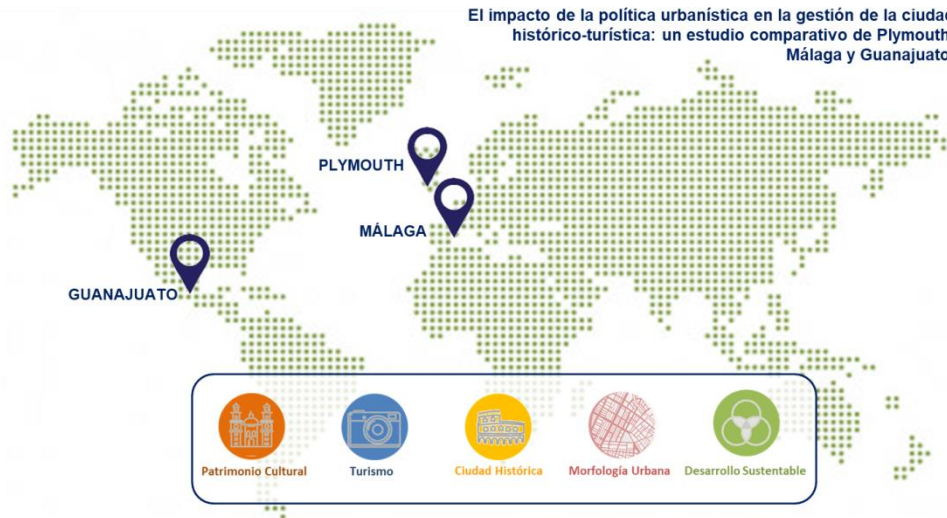 El impacto de la política urbanística en la gestión de la ciudad
histórico-turística: un estudio comparativo de Plymouth
Málaga y Guanajuato
PLYMOUTH
MÁLAGA
GUANAJUATO
Patrimonio Cultural
Turismo
Ciudad Histórica
Morfología Urbana
Desarrollo Sustentable